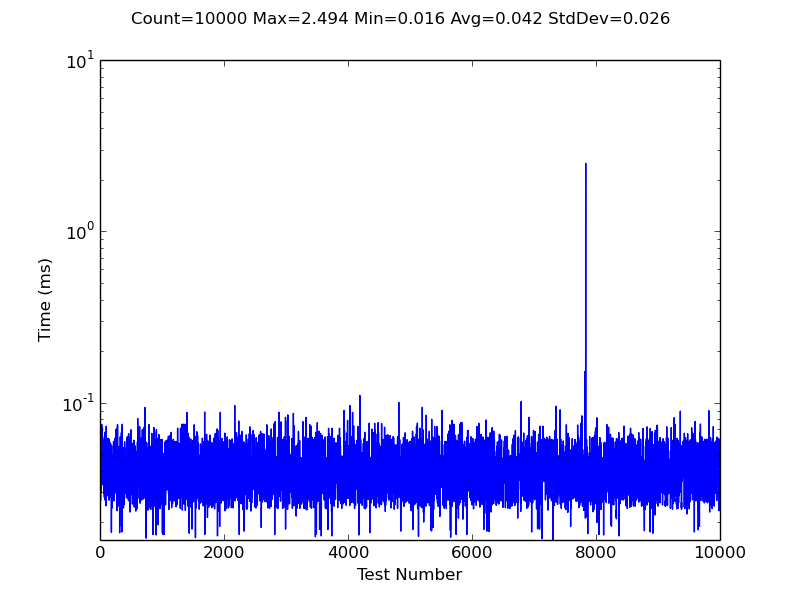 Count=10000 Max=2.494 Min=0.016 Avg=0.042 StdDev=0.026
10^1
10^0
10^-1
Time (ms)
0 2000 4000 6000 8000 10000
Test Number